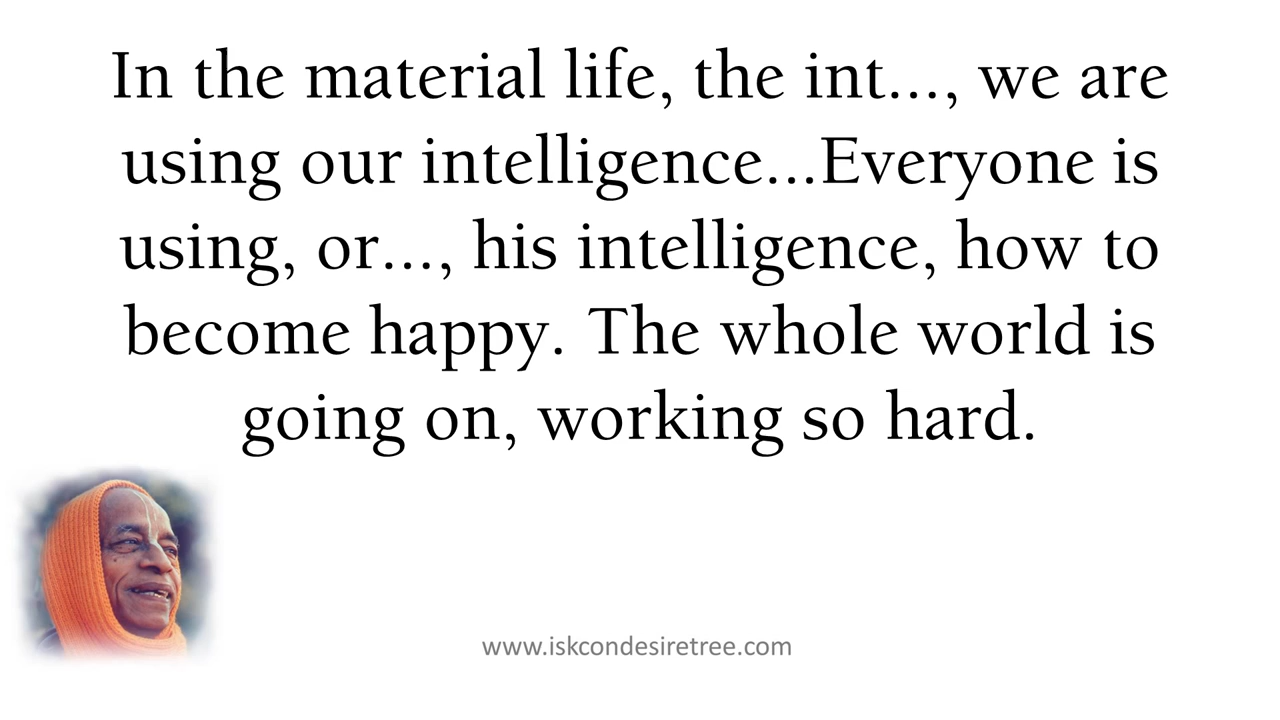 In the material life, the int..., we are
using our intelligence...Everyone is
using, or..., his intelligence, how to
become happy. The whole world is
going on, working so hard.
www.iskcondesiretree.com